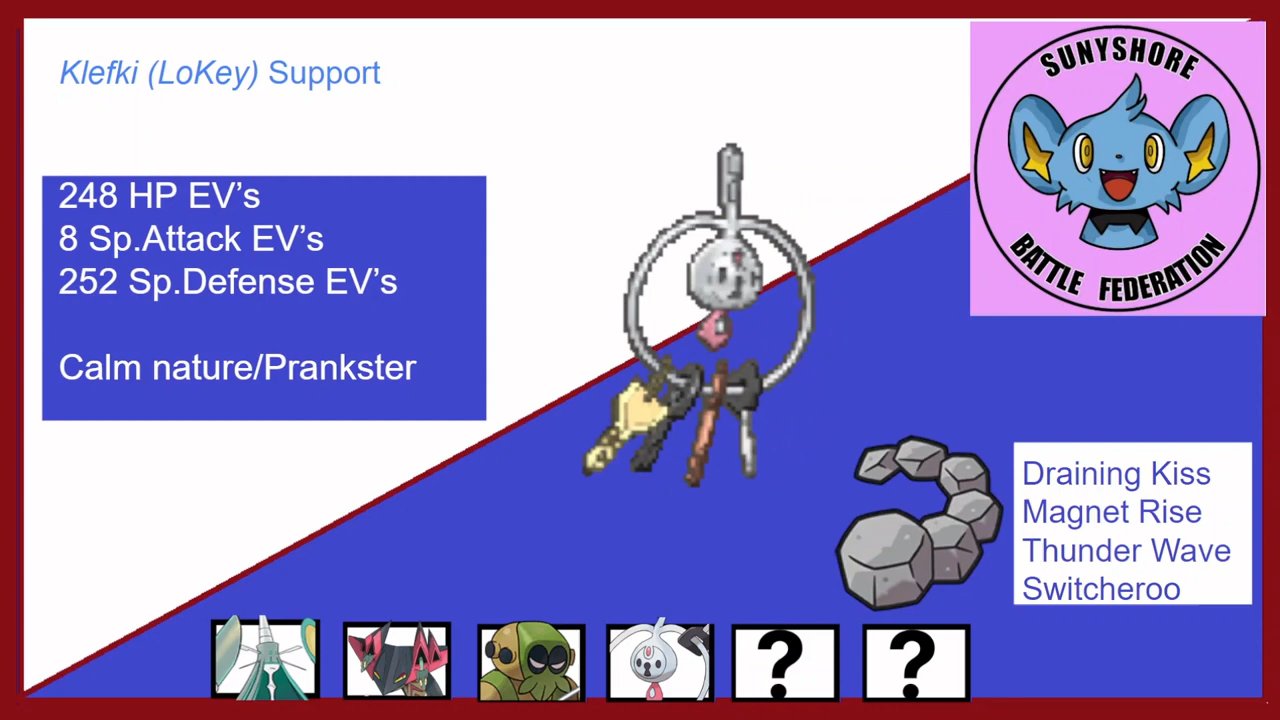 Klefki (LoKey) Support
SUNYSHORE
BATTLE FEDERATION
248 HP EV’s
8 Sp.Attack EV’s
252 Sp.Defense EV’s
Calm nature/Prankster
Draining Kiss
Magnet Rise
Thunder Wave
Switcheroo
? ?